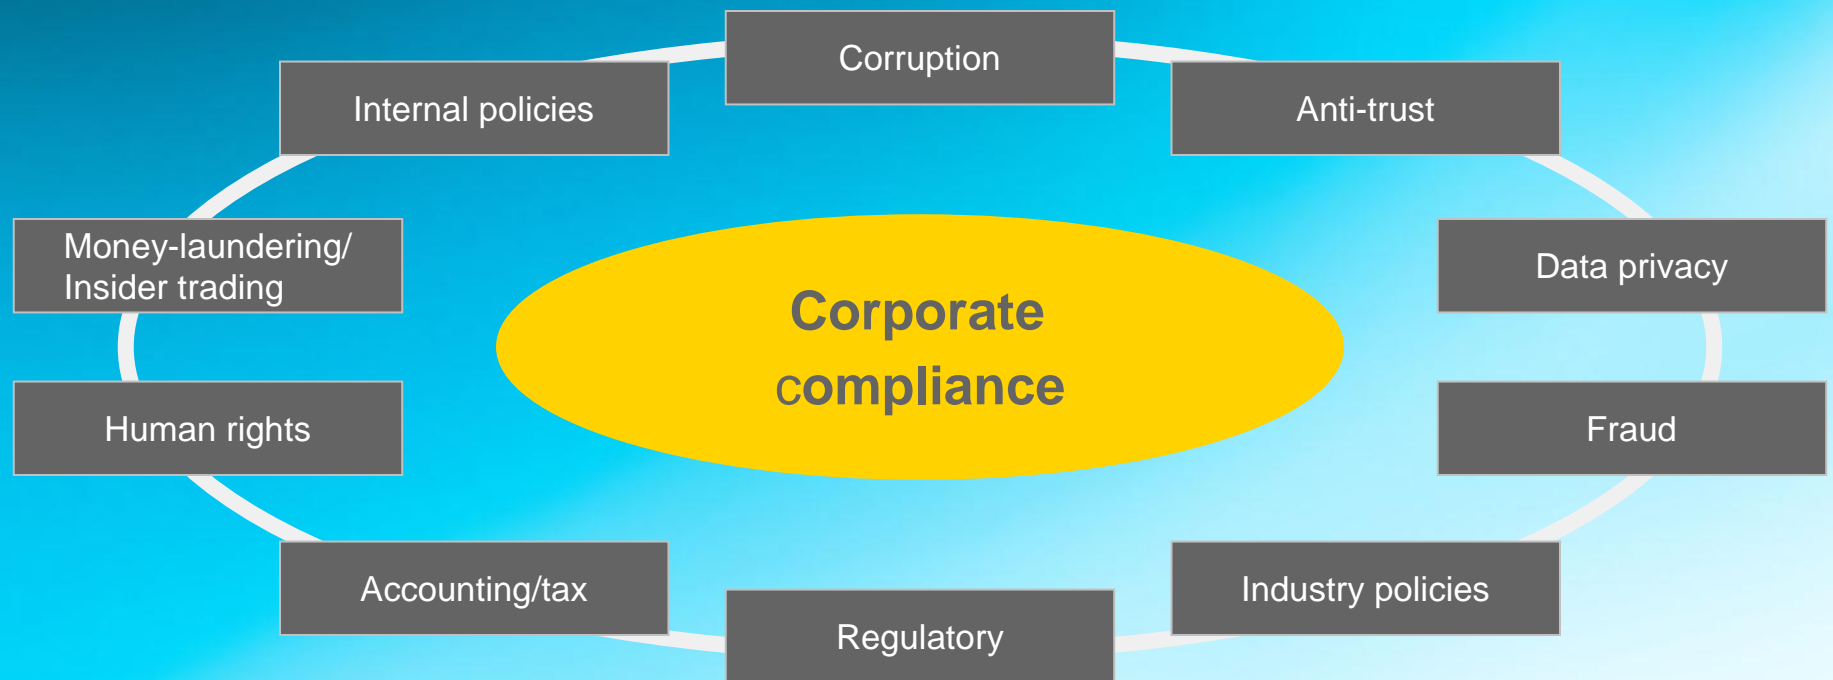 Corruption
Internal policies
Anti-trust
Money-laundering/
Insider trading
Data privacy
Corporate
compliance
Human rights
Fraud
Accounting/tax
Industry policies
Regulatory